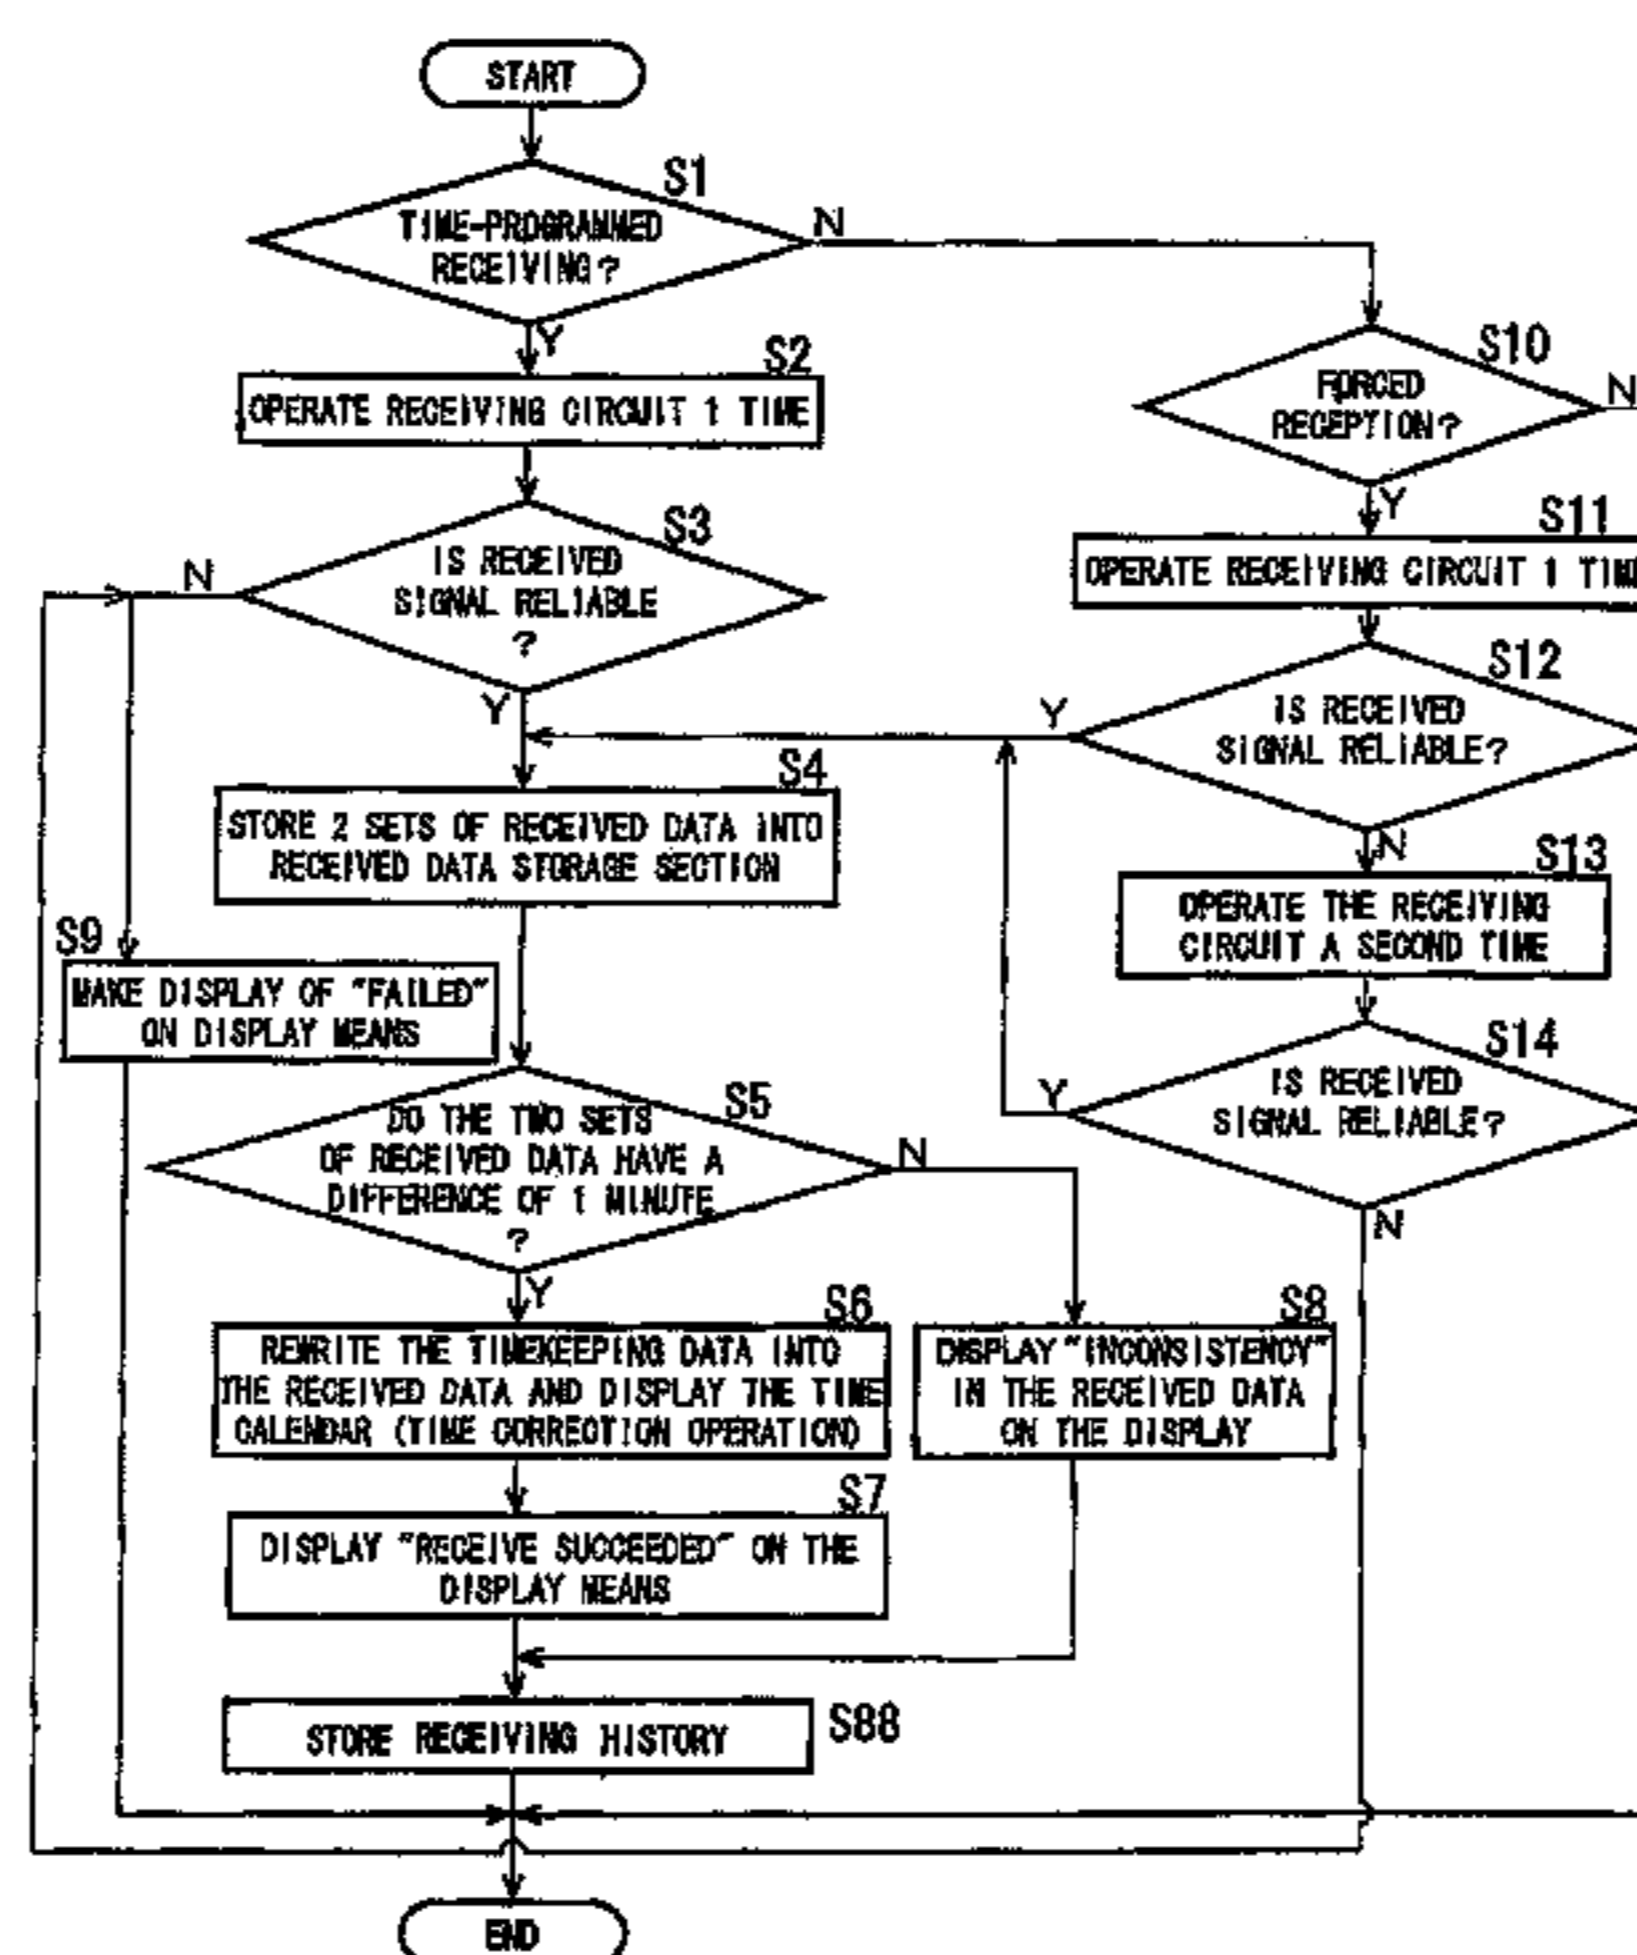 START
S1
TIME-PROGRAMMED
RECEIVING?
N
Y
S2
OPERATE RECEIVING CIRCUIT 1 TIME
S3
IS RECEIVED
SIGNAL RELIABLE
?
N
Y
S4
STORE 2 SETS OF RECEIVED DATA INTO
RECEIVED DATA STORAGE SECTION
S9
MAKE DISPLAY OF "FAILED"
ON DISPLAY MEANS
S5
DO THE TWO SETS
OF RECEIVED DATA HAVE A
DIFFERENCE OF 1 MINUTE
?
N
Y
S6
REWRITE THE TIMEKEEPING DATA INTO
THE RECEIVED DATA AND DISPLAY THE TIME
CALENDAR (TIME CORRECTION OPERATION)
S8
DISPLAY "INCONSISTENCY"
IN THE RECEIVED DATA
ON THE DISPLAY
S7
DISPLAY "RECEIVE SUCCEEDED" ON THE
DISPLAY MEANS
STORE RECEIVING HISTORY
S88
END
S10
FORCED
RECEPTION?
N
Y
S11
OPERATE RECEIVING CIRCUIT 1 TIME
S12
IS RECEIVED
SIGNAL RELIABLE?
Y
N
S13
OPERATE THE RECEIVING
CIRCUIT A SECOND TIME
S14
IS RECEIVED
SIGNAL RELIABLE?
Y
N